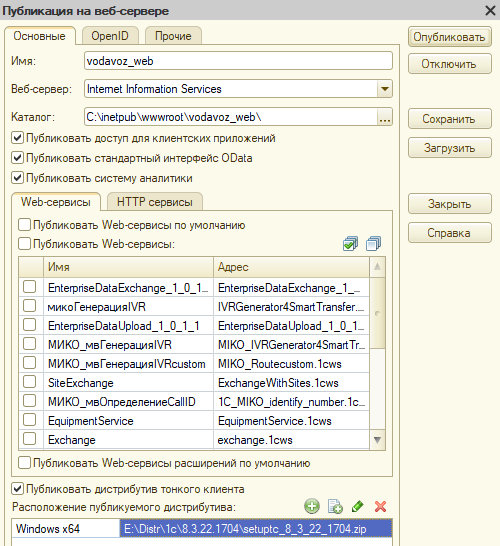 Публикация на веб-сервере
Основные OpenID Прочие
Опубликовать
Имя: vodavoz_web
Отключить
Веб-сервер: Internet Information Services
Каталог: C:\inetpub\wwwroot\vodavoz_web\ ...
Сохранить
Публиковать доступ для клиентских приложений
Загрузить
Публиковать стандартный интерфейс OData
Публиковать систему аналитики
Web-сервисы HTTP сервисы
Закрыть
Публиковать Web-сервисы по умолчанию
Справка
Публиковать Web-сервисы:
Имя Адрес
EnterpriseDataExchange_1_0_1... EnterpriseDataExchange_1_...
микоГенерацияIVR IVRGenerator4SmartTransfer....
EnterpriseDataUpload_1_0_1_1 EnterpriseDataUpload_1_0_1...
МИКО_мвГенерацияIVR MIKO_IVRGenerator4SmartTr...
МИКО_мвГенерацияIVRcustom MIKO_Routecustom.1cws
SiteExchange ExchangeWithSites.1cws
МИКО_мвОпределениеCallID 1C_MIKO_identify_number.1c...
EquipmentService EquipmentService.1cws
Exchange exchange.1cws
Публиковать Web-сервисы расширений по умолчанию
Публиковать дистрибутив тонкого клиента
Расположение публикуемого дистрибутива:
Windows x64 E:\Distr\1c\8.3.22.1704\setuptc_8_3_22_1704.zip